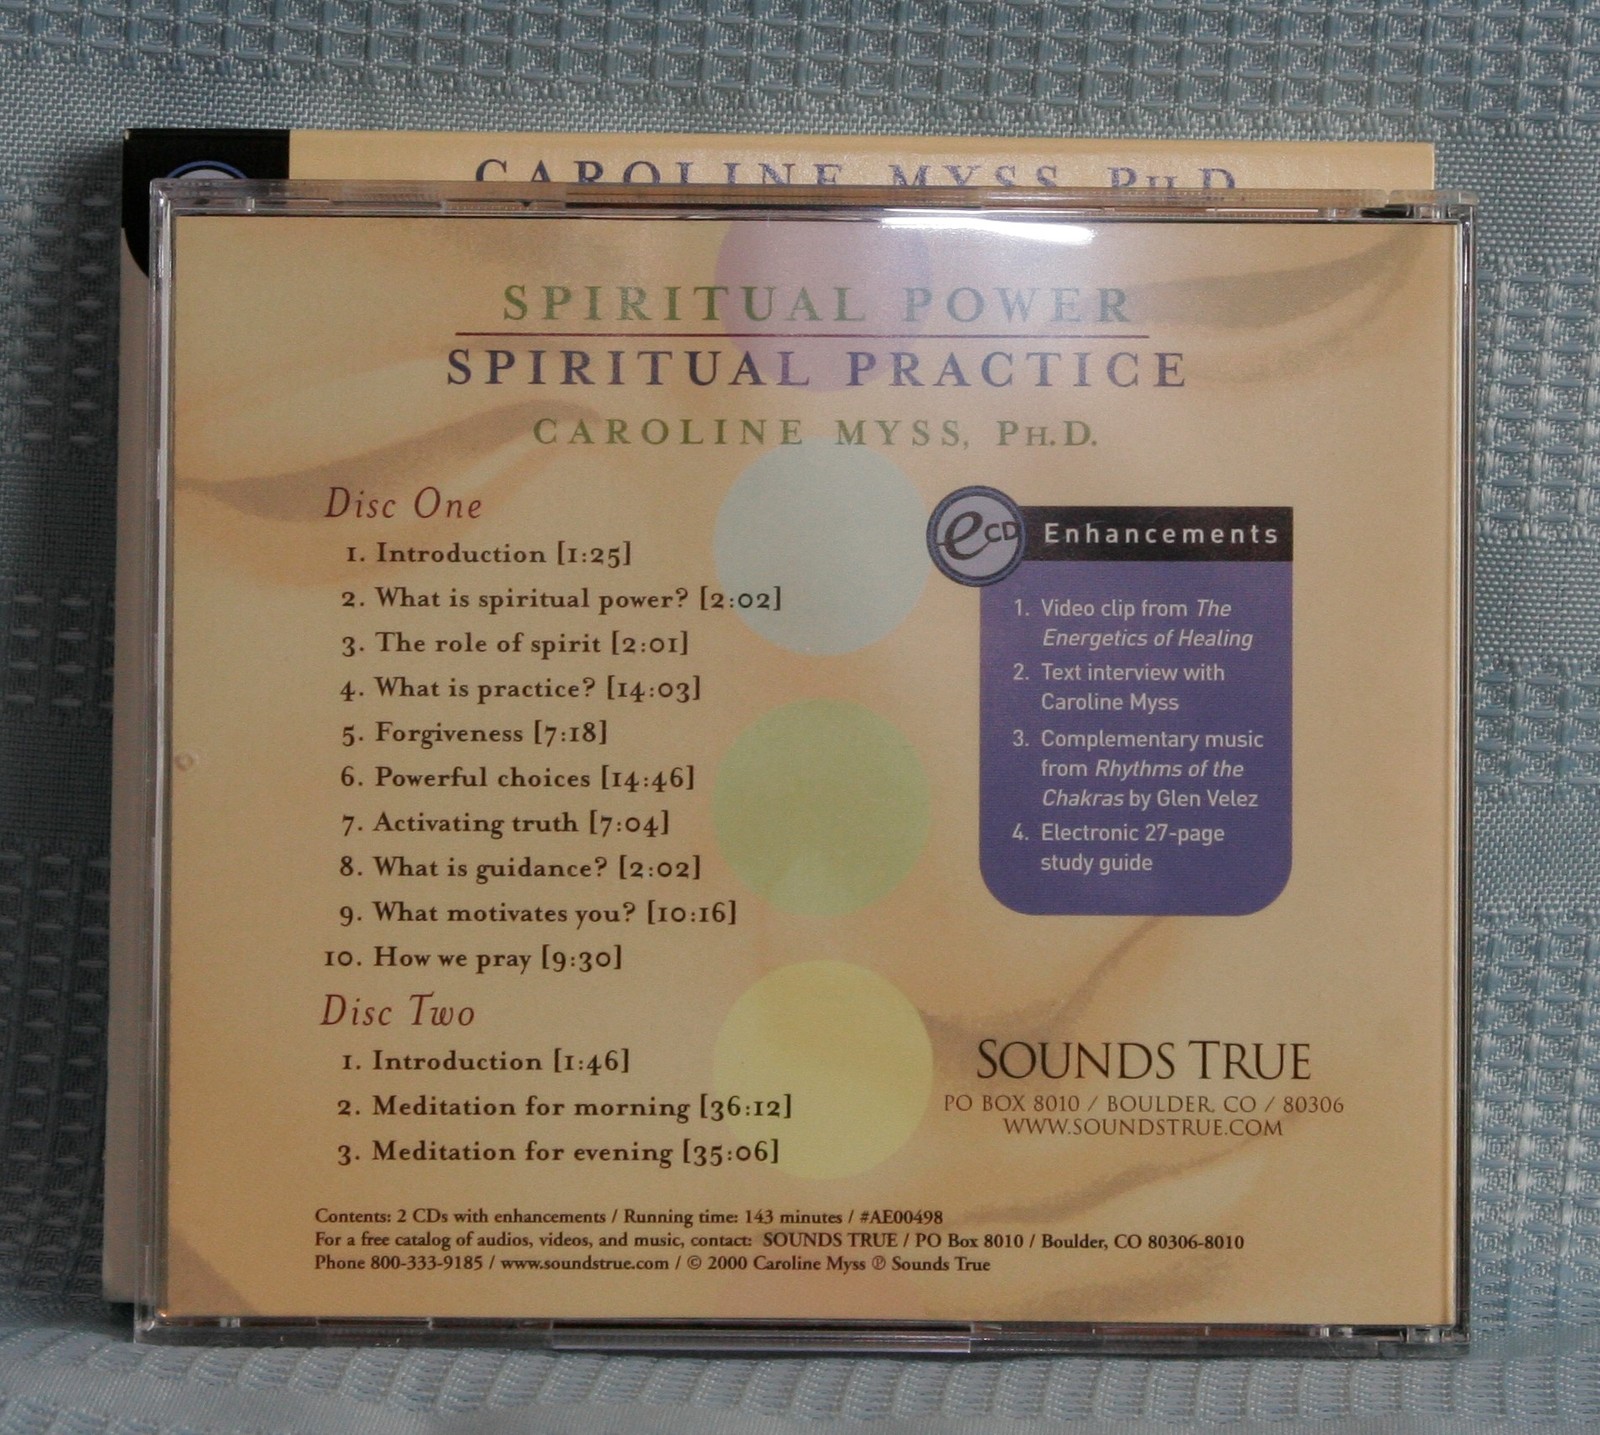 CAROLINE MYSS, PH.D.
SPIRITUAL POWER
SPIRITUAL PRACTICE
CAROLINE MYSS, PH.D.
Disc One
1. Introduction [1:25]
2. What is spiritual power? [2:02]
3. The role of spirit [2:01]
4. What is practice? [14:03]
5. Forgiveness [7:18]
6. Powerful choices [14:46]
7. Activating truth [7:04]
8. What is guidance? [2:02]
9. What motivates you? [10:16]
10. How we pray [9:30]
Disc Two
1. Introduction [1:46]
2. Meditation for morning [36:12]
3. Meditation for evening [35:06]
eCD Enhancements
1. Video clip from The
Energetics of Healing
2. Text interview with
Caroline Myss
3. Complementary music
from Rhythms of the
Chakras by Glen Velez
4. Electronic 27-page
study guide
SOUNDS TRUE
PO BOX 8010 / BOULDER, CO / 80306
WWW.SOUNDSTRUE.COM
Contents: 2 CDs with enhancements / Running time: 143 minutes / #AE00498
For a free catalog of audios, videos, and music, contact: SOUNDS TRUE / PO Box 8010 / Boulder, CO 80306-8010
Phone 800-333-9185 / www.soundstrue.com / © 2000 Caroline Myss ℗ Sounds True